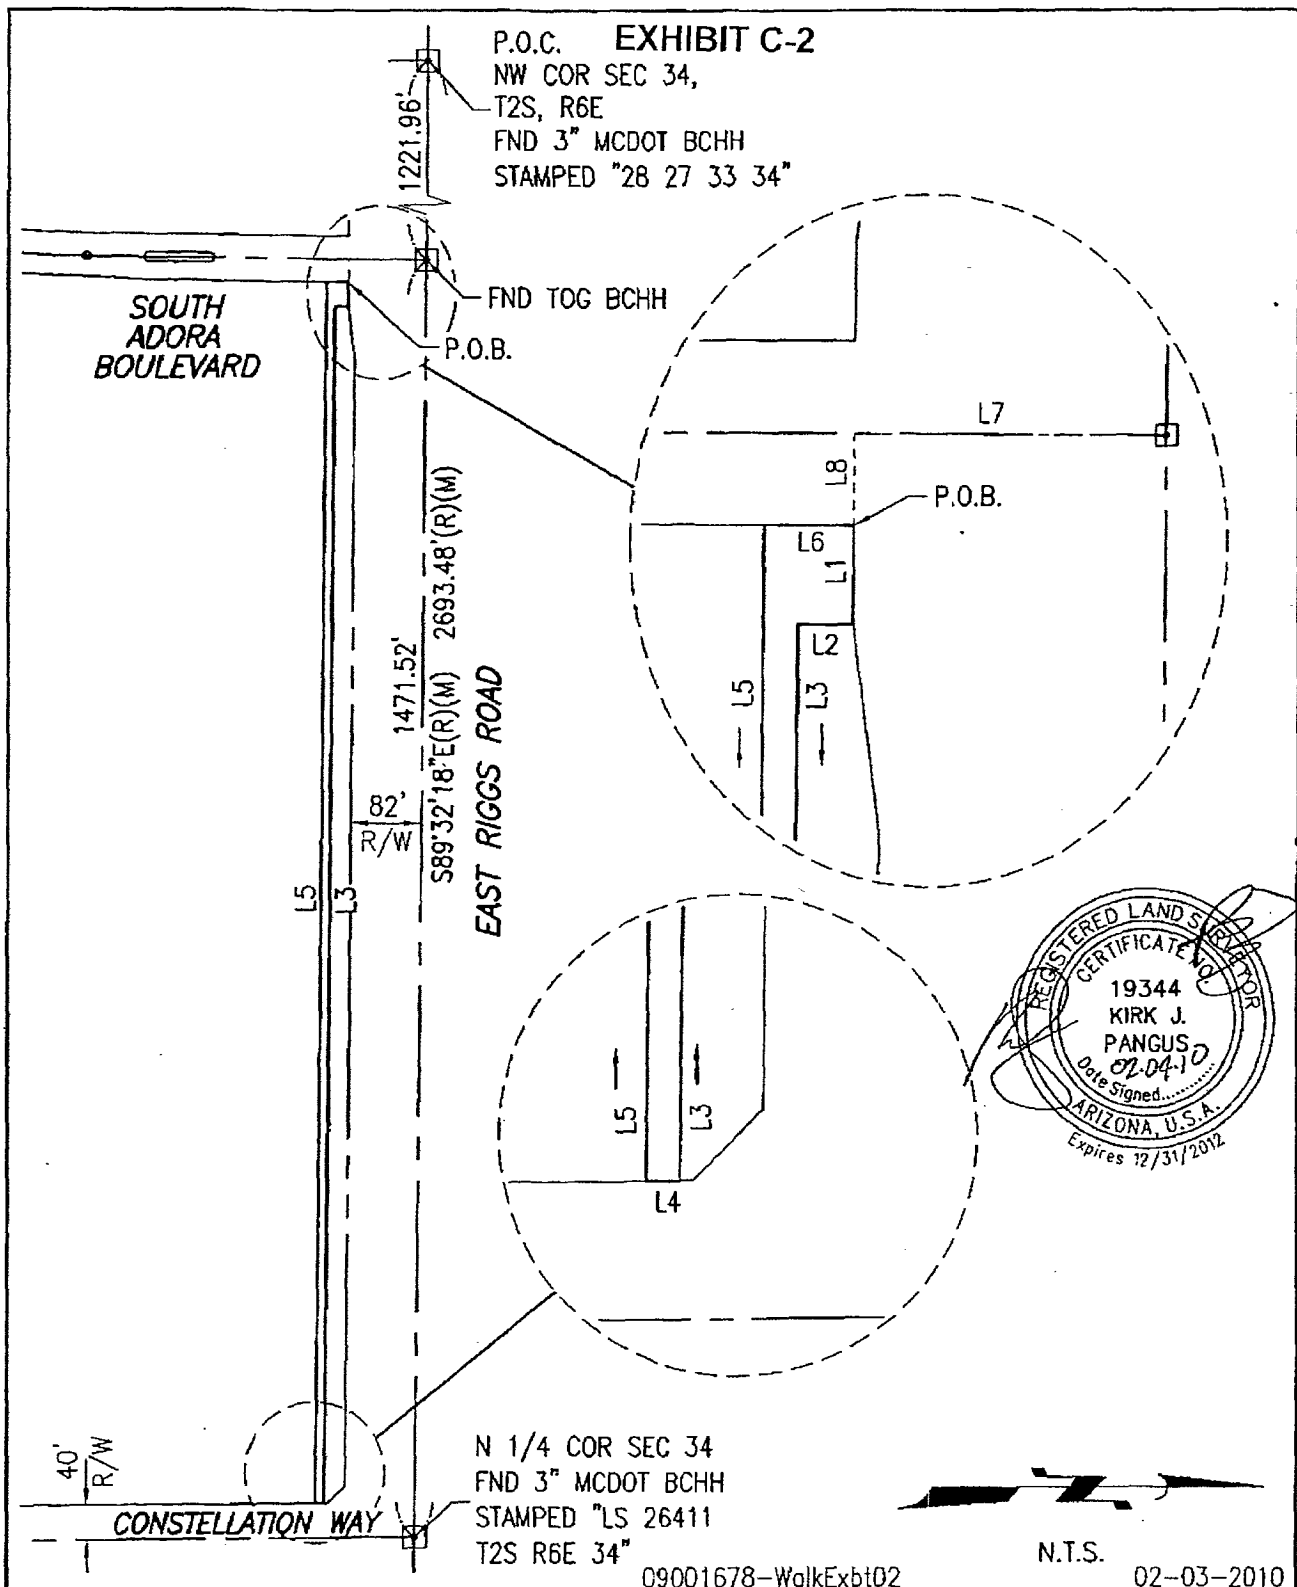 EXHIBIT C-2
P.O.C.
NW COR SEC 34,
T2S, R6E
FND 3" MCDOT BCHH
STAMPED "28 27 33 34"
1221.96'
FND TOG BCHH
P.O.B.
SOUTH
ADORA
BOULEVARD
L7
L8
P.O.B.
L6
L1
L2
L5
L3
1471.52'
S89°32'18"E(R)(M) 2693.48'(R)(M)
EAST RIGGS ROAD
82'
R/W
L5
L3
L5
L3
L4
REGISTERED LAND SURVEYOR
CERTIFICATE NO.
19344
KIRK J.
PANGUS
02-04-10
Date Signed
ARIZONA, U.S.A.
Expires 12/31/2012
40'
R/W
CONSTELLATION WAY
N 1/4 COR SEC 34
FND 3" MCDOT BCHH
STAMPED "LS 26411
T2S R6E 34"
N.T.S.
09001678-WalkExbt02
02-03-2010